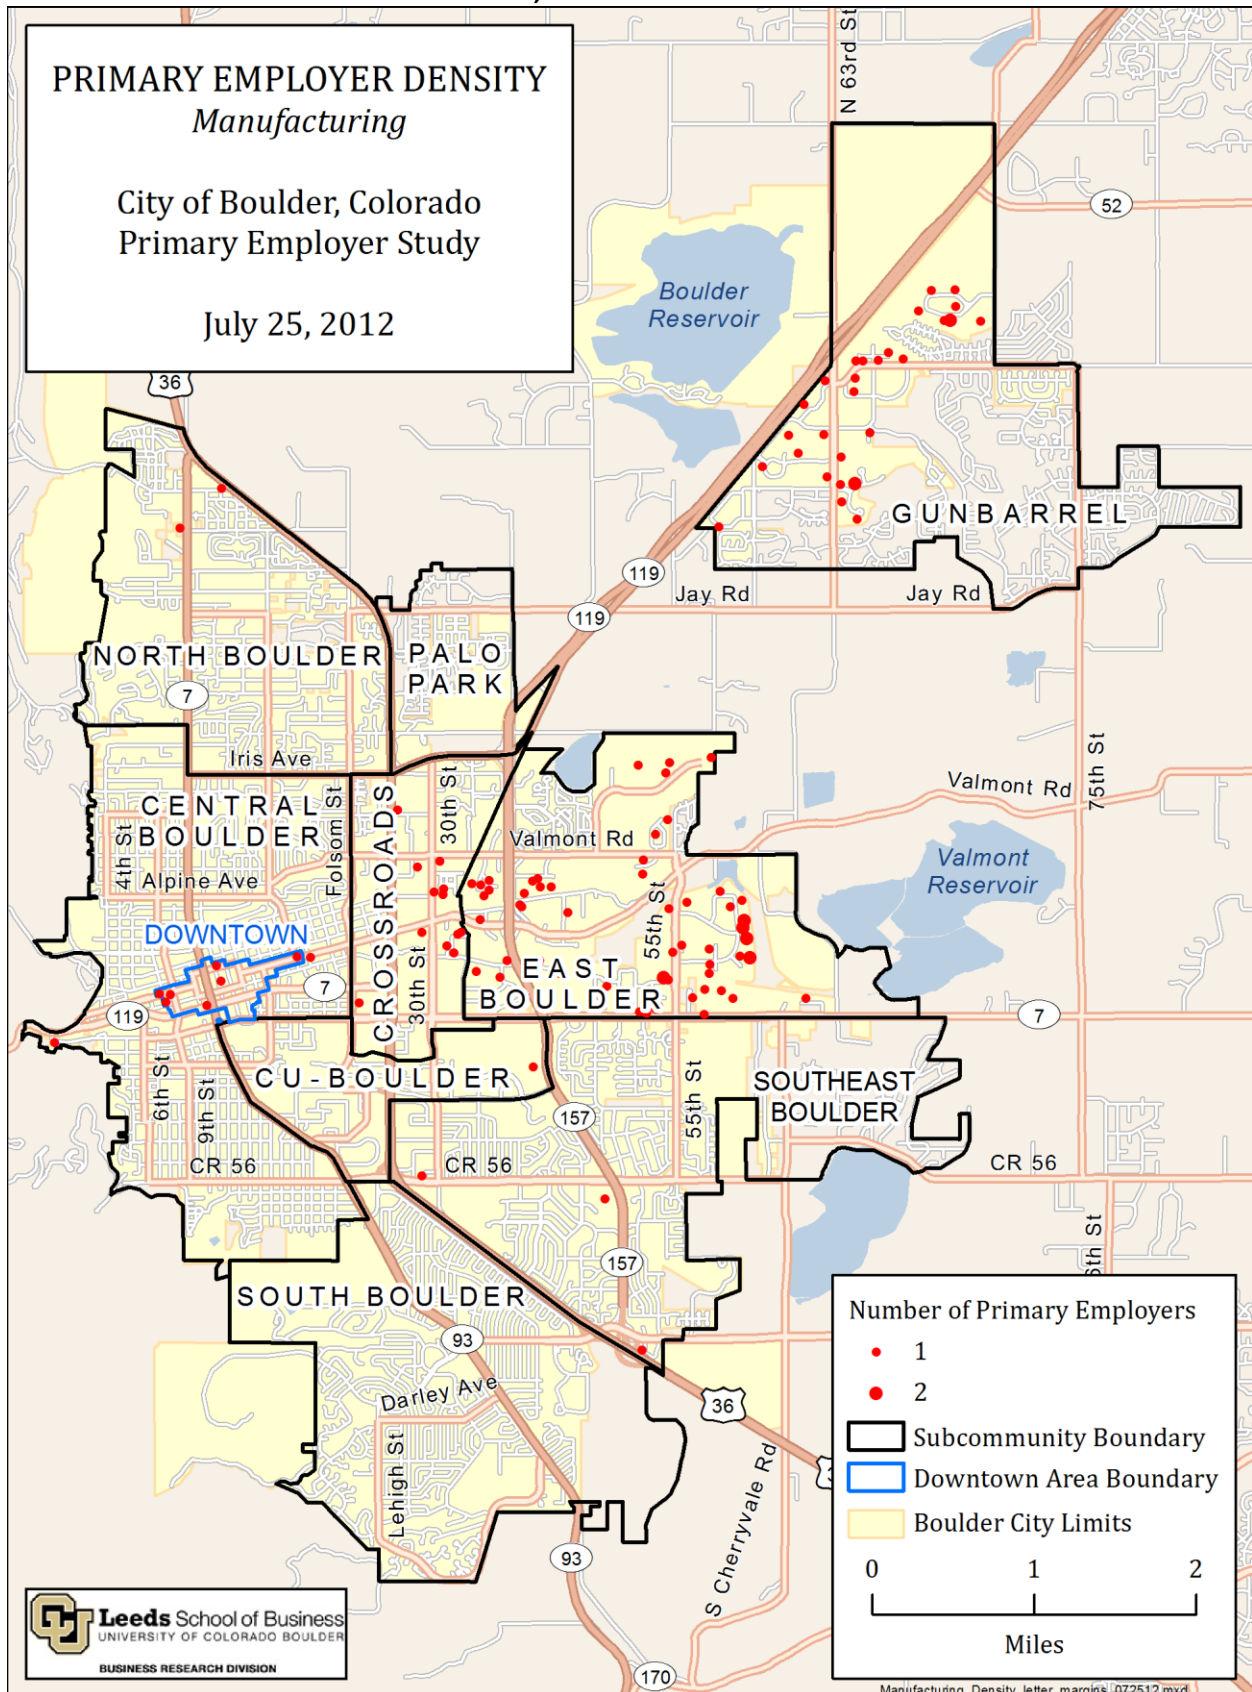 PRIMARY EMPLOYER DENSITY
Manufacturing
City of Boulder, Colorado
Primary Employer Study
July 25, 2012
N 63rd St
52
Boulder
Reservoir
36
GUNBARREL
119
Jay Rd
Jay Rd
119
NORTH BOULDER
PALO
PARK
7
Iris Ave
75th St
Valmont Rd
CENTRAL
BOULDER
4th St
Folsom St
CROSSROADS
30th St
Valmont Rd
Alpine Ave
Valmont
Reservoir
55th St
DOWNTOWN
30th St
EAST
BOULDER
7
119
7
CU-BOULDER
SOUTHEAST
BOULDER
6th St
9th St
157
55th St
CR 56
CR 56
CR 56
157
SOUTH BOULDER
93
Darley Ave
36
Lehigh St
S Cherryvale Rd
93
170
Number of Primary Employers
1
2
Subcommunity Boundary
Downtown Area Boundary
Boulder City Limits
0 1 2
Miles
CU Leeds School of Business
UNIVERSITY OF COLORADO BOULDER
BUSINESS RESEARCH DIVISION
Manufacturing_Density_letter_margins_072512.mxd